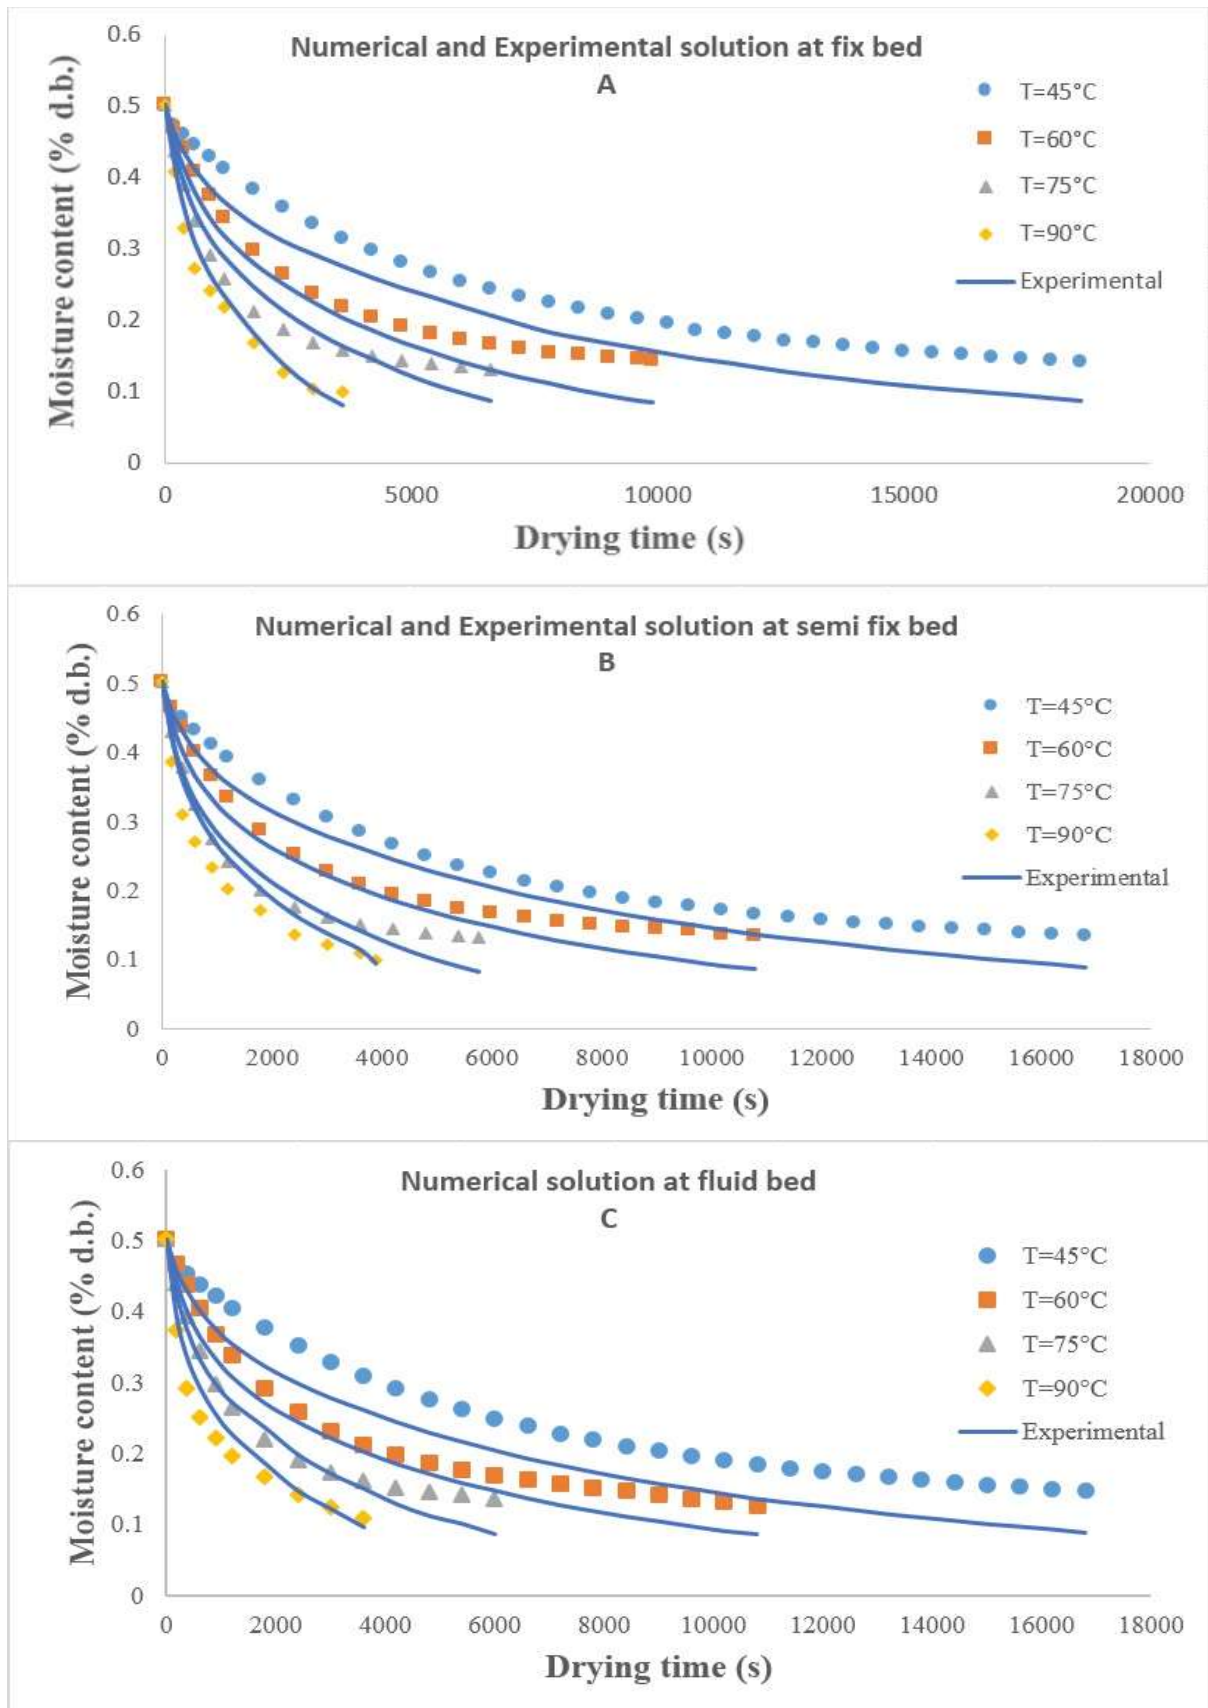 Numerical and Experimental solution at fix bed
A
Moisture content (% d.b.)
0.6
0.5
0.4
0.3
0.2
0.1
0
T=45°C
T=60°C
T=75°C
T=90°C
Experimental
0 5000 10000 15000 20000
Drying time (s)
Numerical and Experimental solution at semi fix bed
B
Moisture content (% d.b.)
0.6
0.5
0.4
0.3
0.2
0.1
0
T=45°C
T=60°C
T=75°C
T=90°C
Experimental
0 2000 4000 6000 8000 10000 12000 14000 16000 18000
Drying time (s)
Numerical solution at fluid bed
C
Moisture content (% d.b.)
0.6
0.5
0.4
0.3
0.2
0.1
0
T=45°C
T=60°C
T=75°C
T=90°C
Experimental
0 2000 4000 6000 8000 10000 12000 14000 16000 18000
Drying time (s)